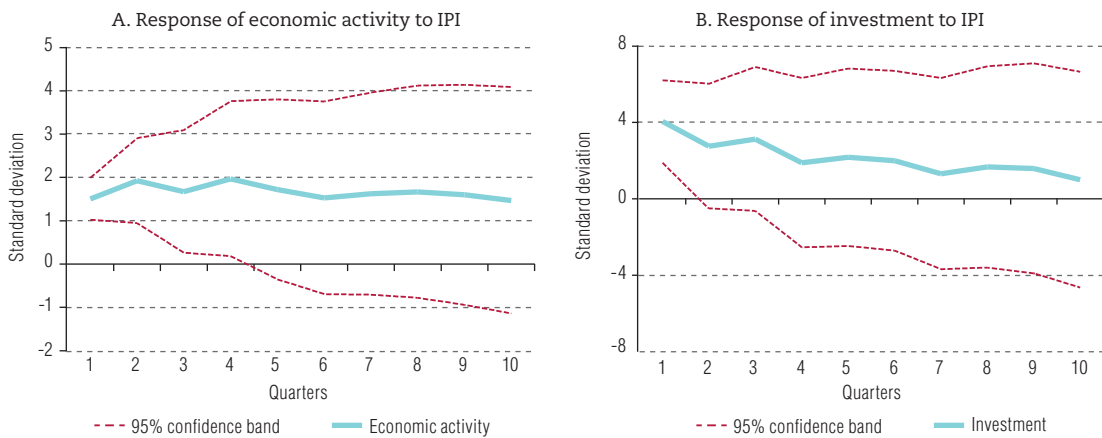 A. Response of economic activity to IPI
5
4
3
2
1
0
-1
-2
Standard deviation
1 2 3 4 5 6 7 8 9 10
Quarters
95% confidence band Economic activity
B. Response of investment to IPI
8
4
0
-4
-8
Standard deviation
1 2 3 4 5 6 7 8 9 10
Quarters
95% confidence band Investment